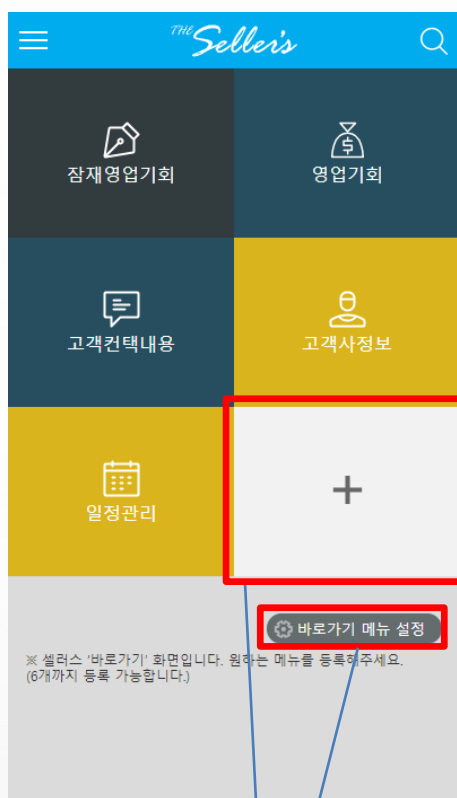 THE Seller's
잠재영업기회
영업기회
고객컨택내용
고객사정보
일정관리
+
바로가기 메뉴 설정
※ 셀러스 '바로가기' 화면입니다. 원하는 메뉴를 등록해주세요.
(6개까지 등록 가능합니다.)